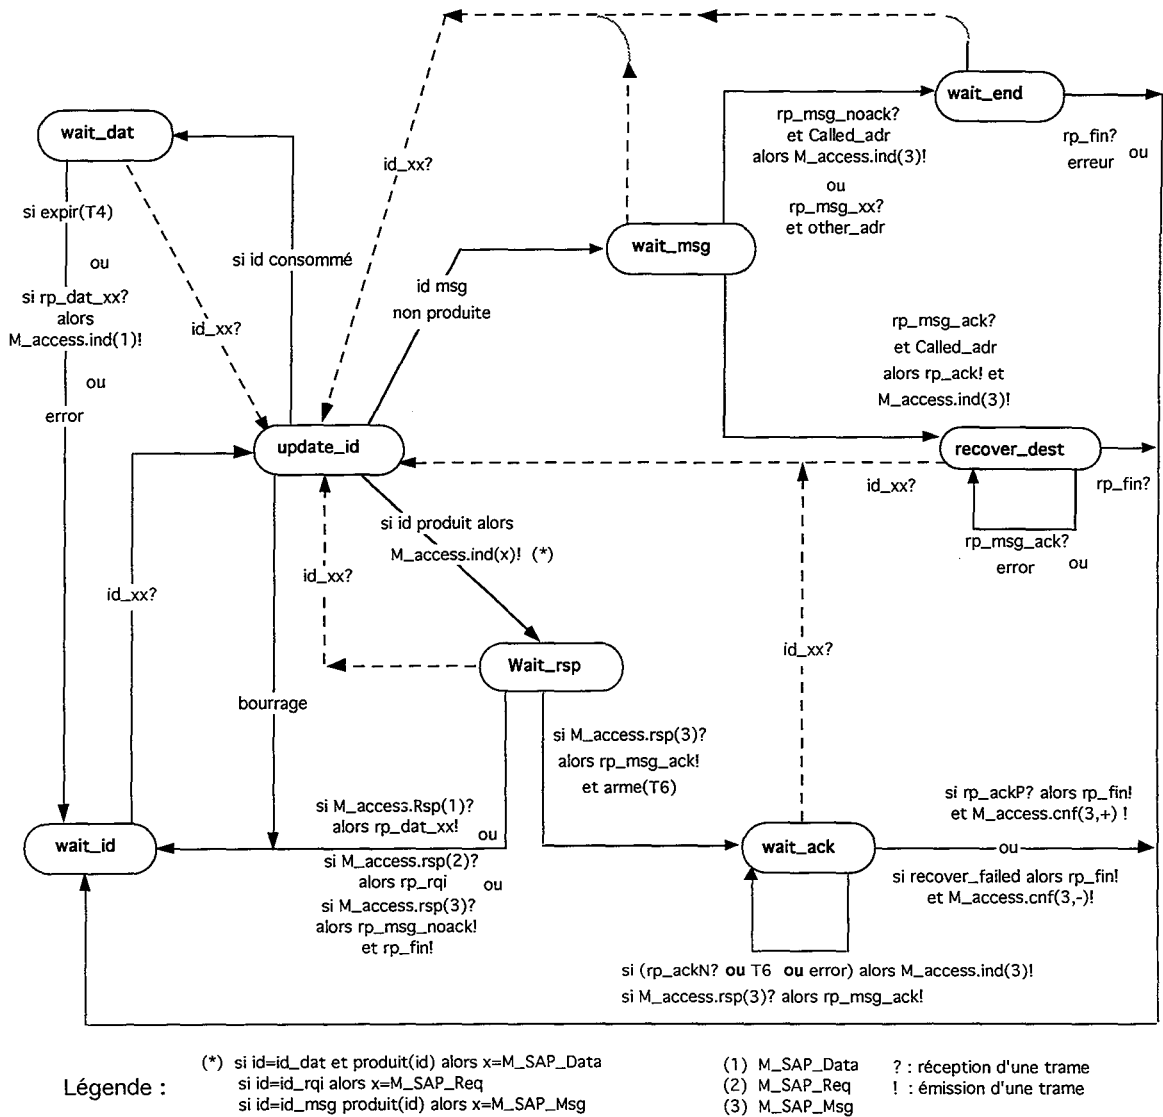 wait_end
rp_msg_noack?
et Called_adr
alors M_access.ind(3)!
ou
rp_msg_xx?
et other_adr
rp_fin?
erreur
ou
wait_dat
id_xx?
si expir(T4)
ou
si rp_dat_xx?
alors
M_access.ind(1)!
ou
error
si id consommé
id_xx?
wait_msg
id msg
non produite
rp_msg_ack?
et Called_adr
alors rp_ack! et
M_access.ind(3)!
update_id
recover_dest
id_xx?
rp_fin?
rp_msg_ack?
error
ou
si id produit alors
M_access.ind(x)! (*)
id_xx?
id_xx?
id_xx?
Wait_rsp
bourrage
si M_access.rsp(3)?
alors rp_msg_ack!
et arme(T6)
si M_access.Rsp(1)?
alors rp_dat_xx!
ou
si M_access.rsp(2)?
alors rp_rqi
ou
si M_access.rsp(3)?
alors rp_msg_noack!
et rp_fin!
wait_id
wait_ack
si rp_ackP? alors rp_fin!
et M_access.cnf(3,+) !
ou
si recover_failed alors rp_fin!
et M_access.cnf(3,-)!
si (rp_ackN? ou T6 ou error) alors M_access.ind(3)!
si M_access.rsp(3)? alors rp_msg_ack!
Légende :
(*) si id=id_dat et produit(id) alors x=M_SAP_Data
si id=id_rqi alors x=M_SAP_Req
si id=id_msg produit(id) alors x=M_SAP_Msg
(1) M_SAP_Data
(2) M_SAP_Req
(3) M_SAP_Msg
? : réception d'une trame
! : émission d'une trame